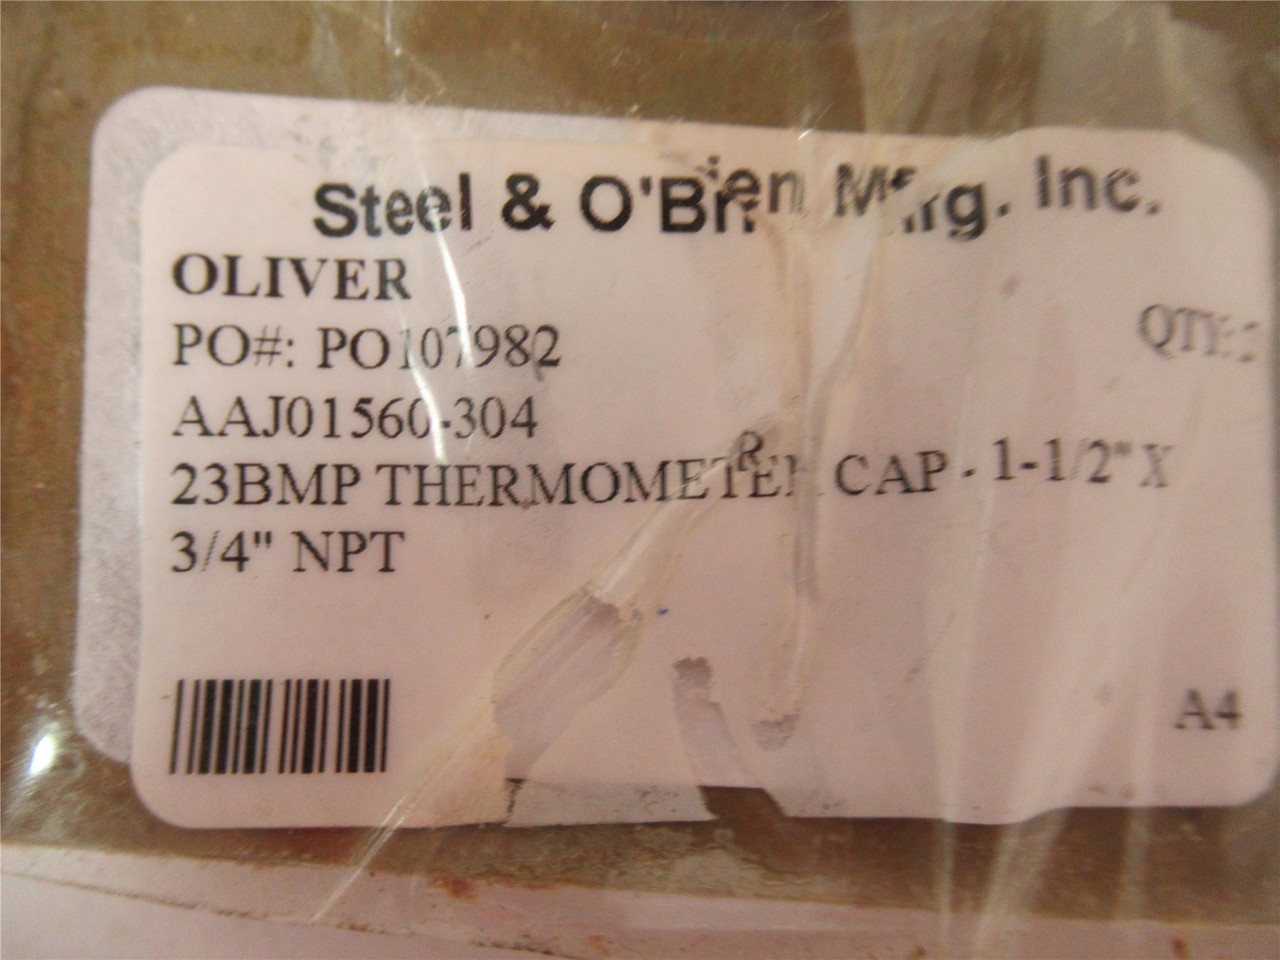 Steel & O'Brien Mfg. Inc.
OLIVER
PO#: PO107982
QTY:
AAJ01560-304
23BMP THERMOMETER CAP - 1-1/2" X
3/4" NPT
A4